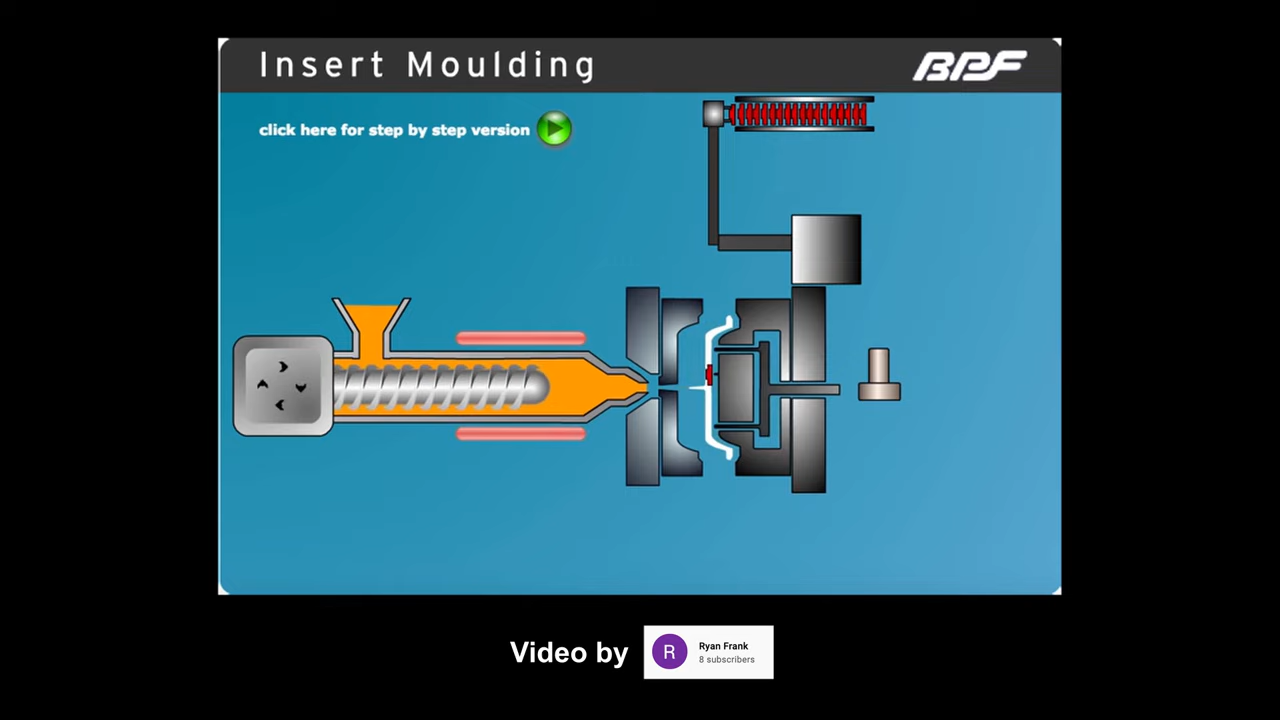 Insert Moulding
BPF
click here for step by step version
Video by
R
Ryan Frank
8 subscribers